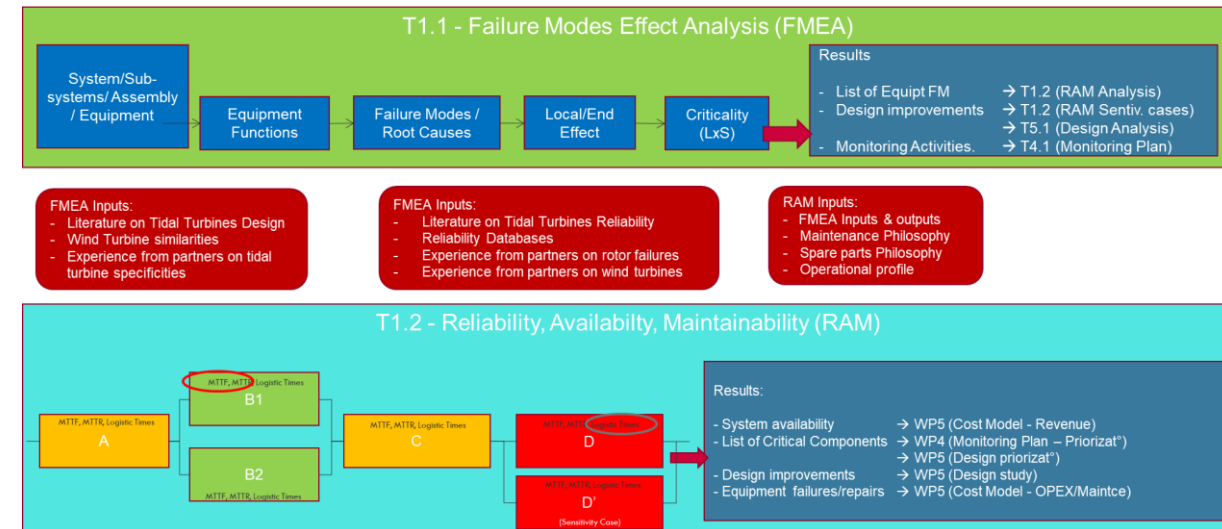 T1.1 - Failure Modes Effect Analysis (FMEA)
System/Sub-
systems/ Assembly
/ Equipment
Equipment
Functions
Failure Modes /
Root Causes
Local/End
Effect
Criticality
(LxS)
Results
- List of Equipt FM → T1.2 (RAM Analysis)
- Design improvements → T1.2 (RAM Sentiv. cases)
→ T5.1 (Design Analysis)
- Monitoring Activities. → T4.1 (Monitoring Plan)
FMEA Inputs:
- Literature on Tidal Turbines Design
- Wind Turbine similarities
- Experience from partners on tidal
turbine specificities
FMEA Inputs:
- Literature on Tidal Turbines Reliability
- Reliability Databases
- Experience from partners on rotor failures
- Experience from partners on wind turbines
RAM Inputs:
- FMEA Inputs & outputs
- Maintenance Philosophy
- Spare parts Philosophy
- Operational profile
T1.2 - Reliability, Availabilty, Maintainability (RAM)
MTTF, MTTR, Logistic Times
A
MTTF, MTTR, Logistic Times
B1
B2
MTTF, MTTR, Logistic Times
MTTF, MTTR, Logistic Times
C
MTTF, MTTR, Logistic Times
D
MTTF, MTTR, Logistic Times
D'
(Sensitivity Case)
Results:
- System availability → WP5 (Cost Model - Revenue)
- List of Critical Components → WP4 (Monitoring Plan – Priorizat°)
→ WP5 (Design priorizat°)
- Design improvements → WP5 (Design study)
- Equipment failures/repairs → WP5 (Cost Model - OPEX/Maintce)